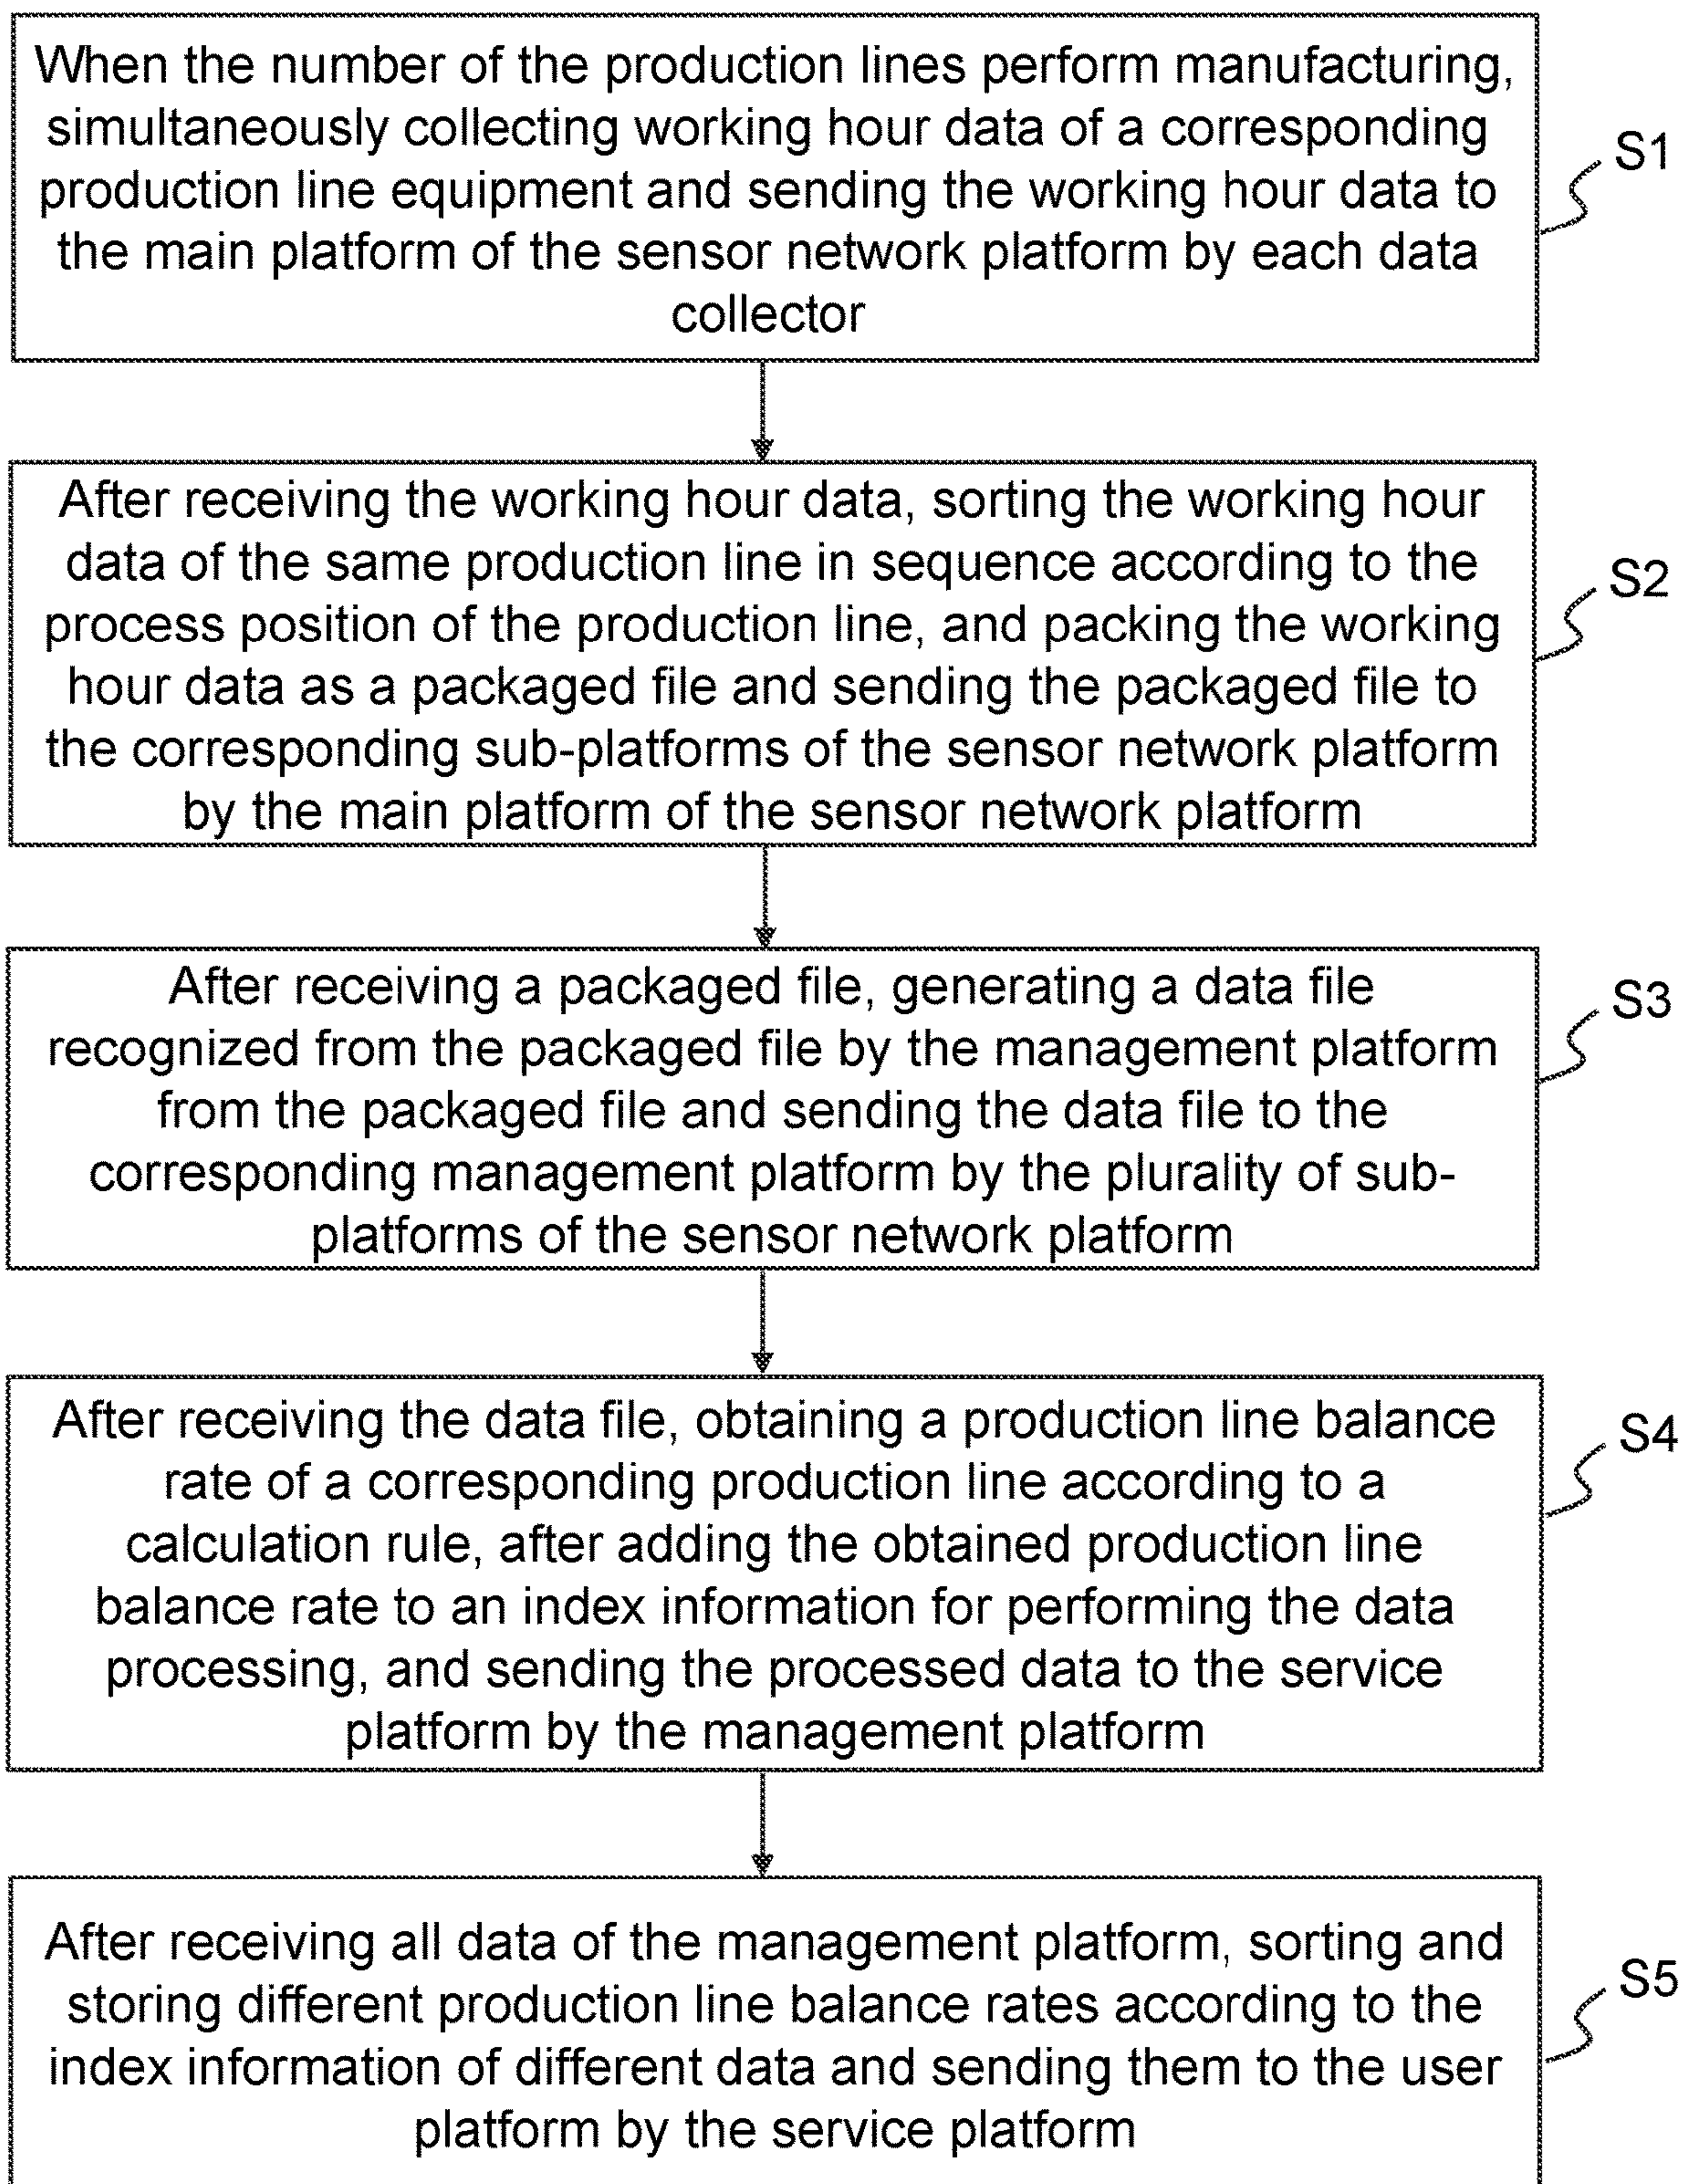 When the number of the production lines perform manufacturing,
simultaneously collecting working hour data of a corresponding
production line equipment and sending the working hour data to
the main platform of the sensor network platform by each data
collector
S1
After receiving the working hour data, sorting the working hour
data of the same production line in sequence according to the
process position of the production line, and packing the working
hour data as a packaged file and sending the packaged file to
the corresponding sub-platforms of the sensor network platform
by the main platform of the sensor network platform
S2
After receiving a packaged file, generating a data file
recognized from the packaged file by the management platform
from the packaged file and sending the data file to the
corresponding management platform by the plurality of sub-
platforms of the sensor network platform
S3
After receiving the data file, obtaining a production line balance
rate of a corresponding production line according to a
calculation rule, after adding the obtained production line
balance rate to an index information for performing the data
processing, and sending the processed data to the service
platform by the management platform
S4
After receiving all data of the management platform, sorting and
storing different production line balance rates according to the
index information of different data and sending them to the user
platform by the service platform
S5